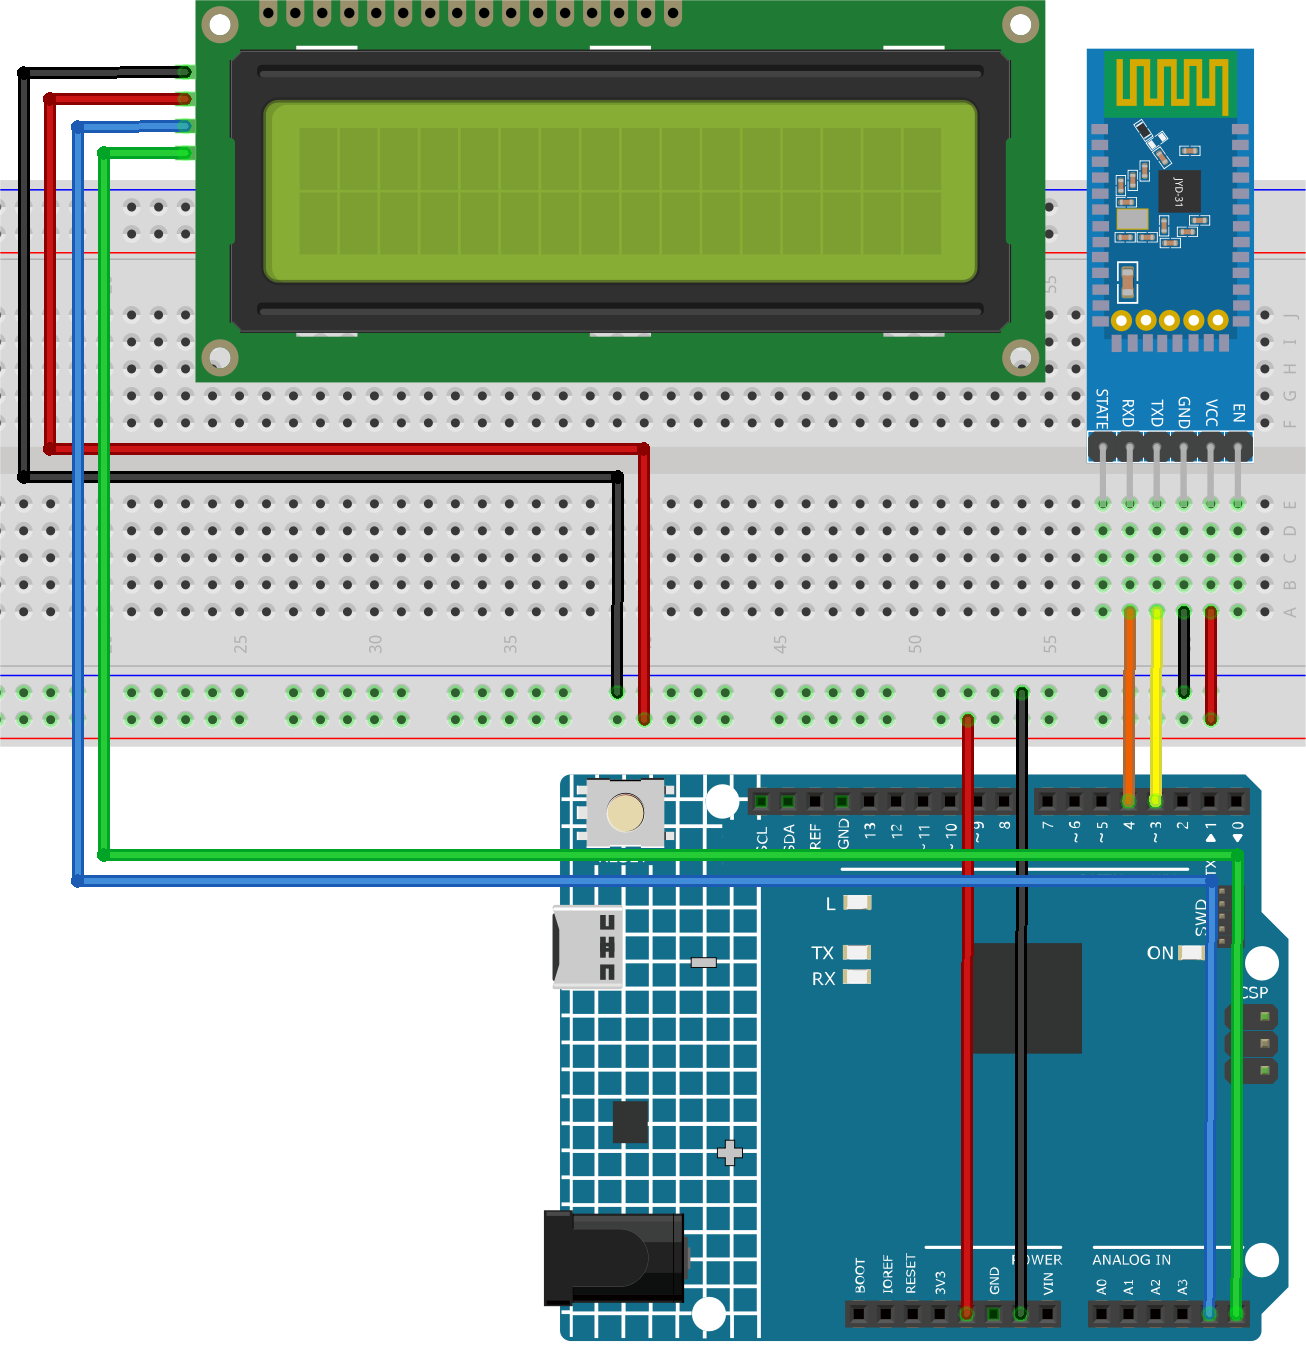 JYD-31
STATE
RXD
TXD
GND
VCC
EN
55
J
I
H
G
F
E
D
C
B
A
25
30
35
45
50
55
SCL
SDA
REF
GND
13
12
~11
~10
~9
8
7
~6
~5
4
~3
2
1
0
TX
L
TX
RX
SWD
ON
CSP
POWER
ANALOG IN
BOOT
IOREF
RESET
3V3
GND
VIN
A0
A1
A2
A3